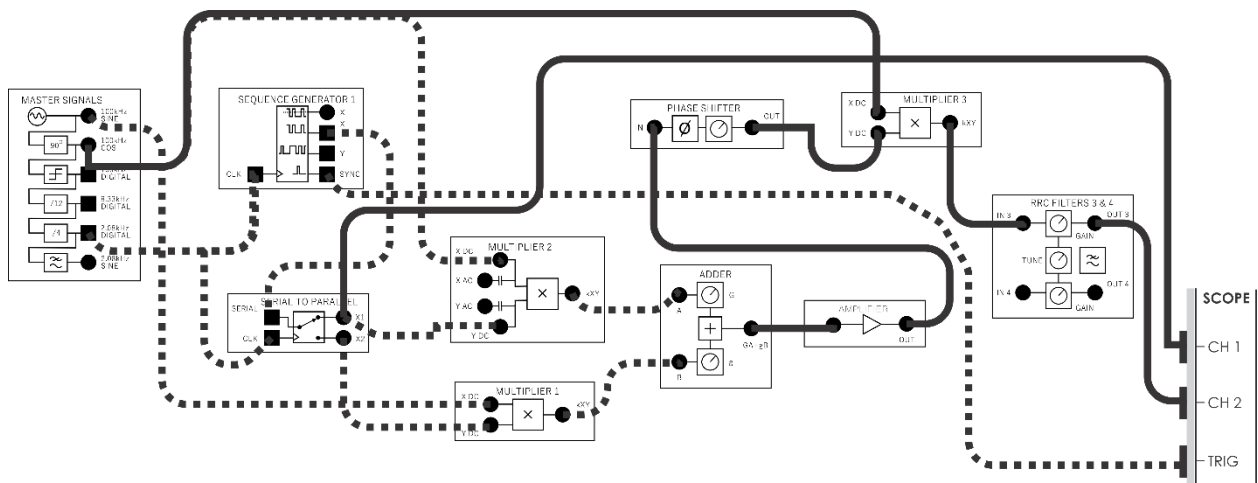 MASTER SIGNALS
100kHz
SINE
90°
100kHz
COS
DIGITAL
/12
8.33kHz
DIGITAL
/4
2.08kHz
DIGITAL
2.08kHz
SINE
SEQUENCE GENERATOR 1
X
X
Y
CLK
SYNC
SERIAL TO PARALLEL
SERIAL
X1
CLK
X2
MULTIPLIER 2
X DC
X AC
Y AC
kXY
Y DC
MULTIPLIER 1
X DC
kXY
Y DC
PHASE SHIFTER
IN
Ø
OUT
ADDER
G
A
GA+gB
B
g
AMPLIFIER
OUT
MULTIPLIER 3
X DC
Y DC
kXY
RRC FILTERS 3 & 4
IN 3
OUT 3
GAIN
TUNE
IN 4
OUT 4
GAIN
SCOPE
CH 1
CH 2
TRIG